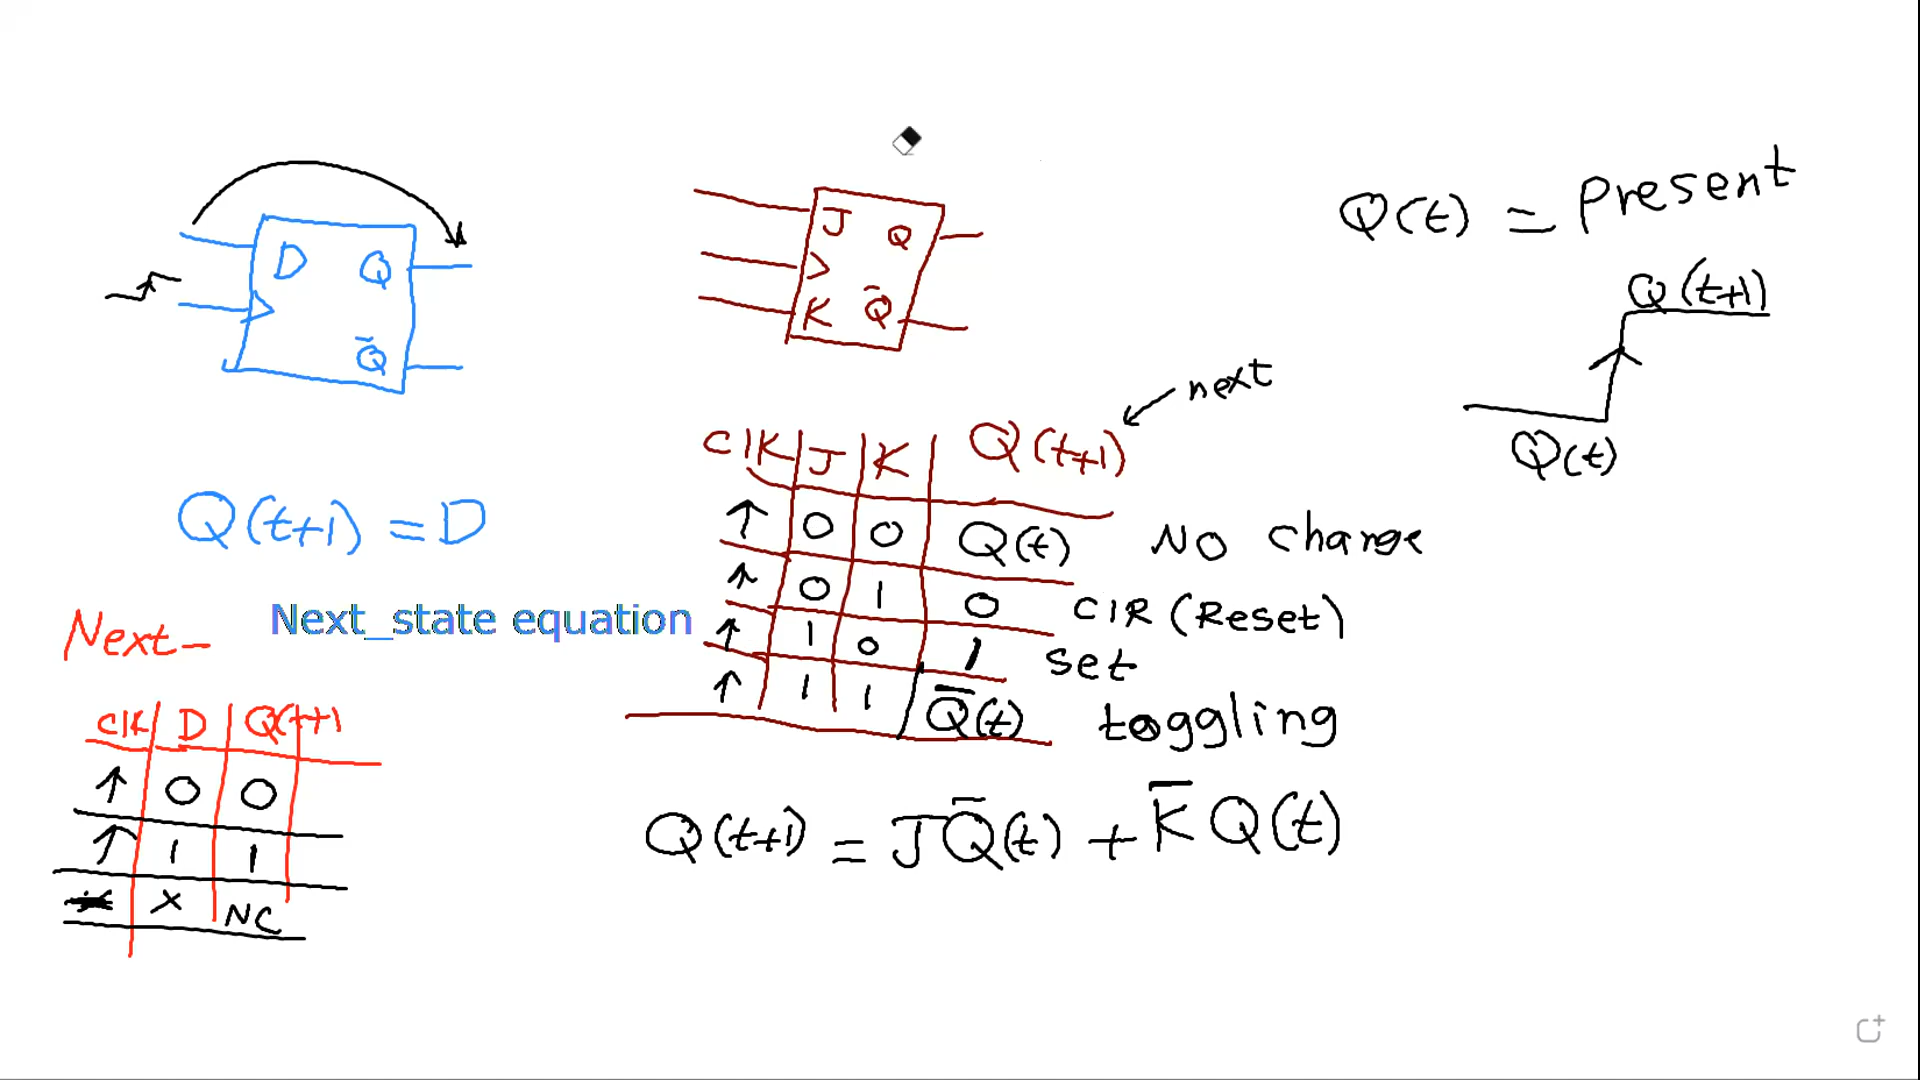 D Q
Q̄
Q(t+1) = D
Next_
Next_state equation
Clk D Q(t+1
↑ 0 0
↑ 1 1
X NC
J Q
K Q̄
next
ClK J K Q(t+1)
↑ 0 0 Q(t) NO change
↑ 0 1 0 ClR (Reset)
↑ 1 0 1 set
↑ 1 1 Q̄(t) toggling
Q(t+1) = JQ̄(t) + K̄ Q(t)
Q(t) = Present
Q(t+1)
Q(t)